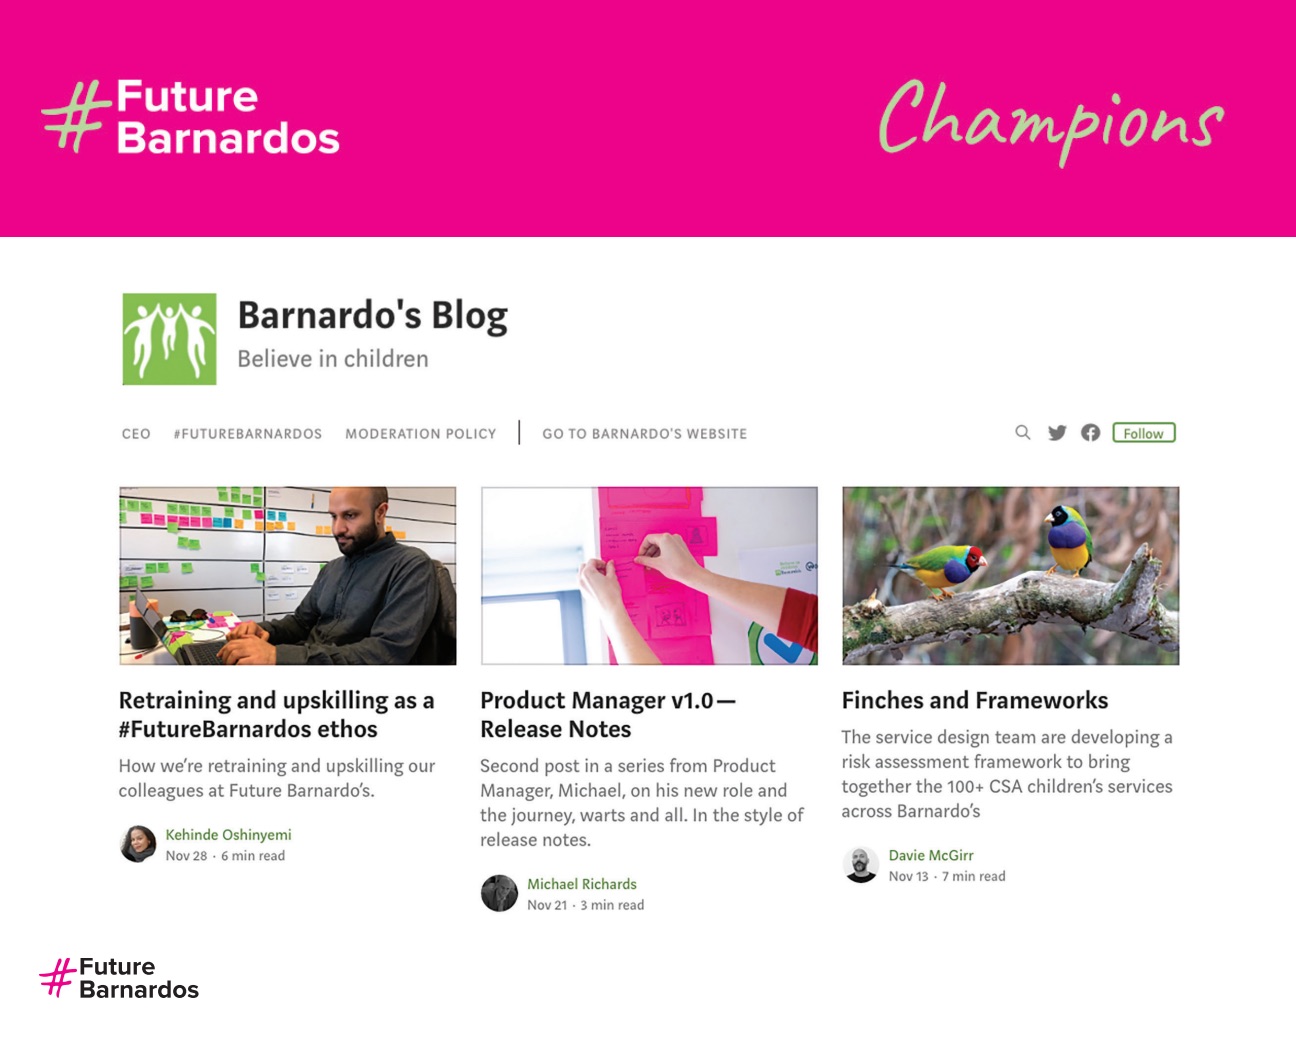 #Future
Barnardos
Champions
Barnardo's Blog
Believe in children
CEO #FUTUREBARNARDOS MODERATION POLICY GO TO BARNARDO'S WEBSITE Follow
Retraining and upskilling as a
#FutureBarnardos ethos
How we’re retraining and upskilling our
colleagues at Future Barnardo’s.
Kehinde Oshinyemi
Nov 28 · 6 min read
Product Manager v1.0—
Release Notes
Second post in a series from Product
Manager, Michael, on his new role and
the journey, warts and all. In the style of
release notes.
Michael Richards
Nov 21 · 3 min read
Finches and Frameworks
The service design team are developing a
risk assessment framework to bring
together the 100+ CSA children’s services
across Barnardo’s
Davie McGirr
Nov 13 · 7 min read
#Future
Barnardos